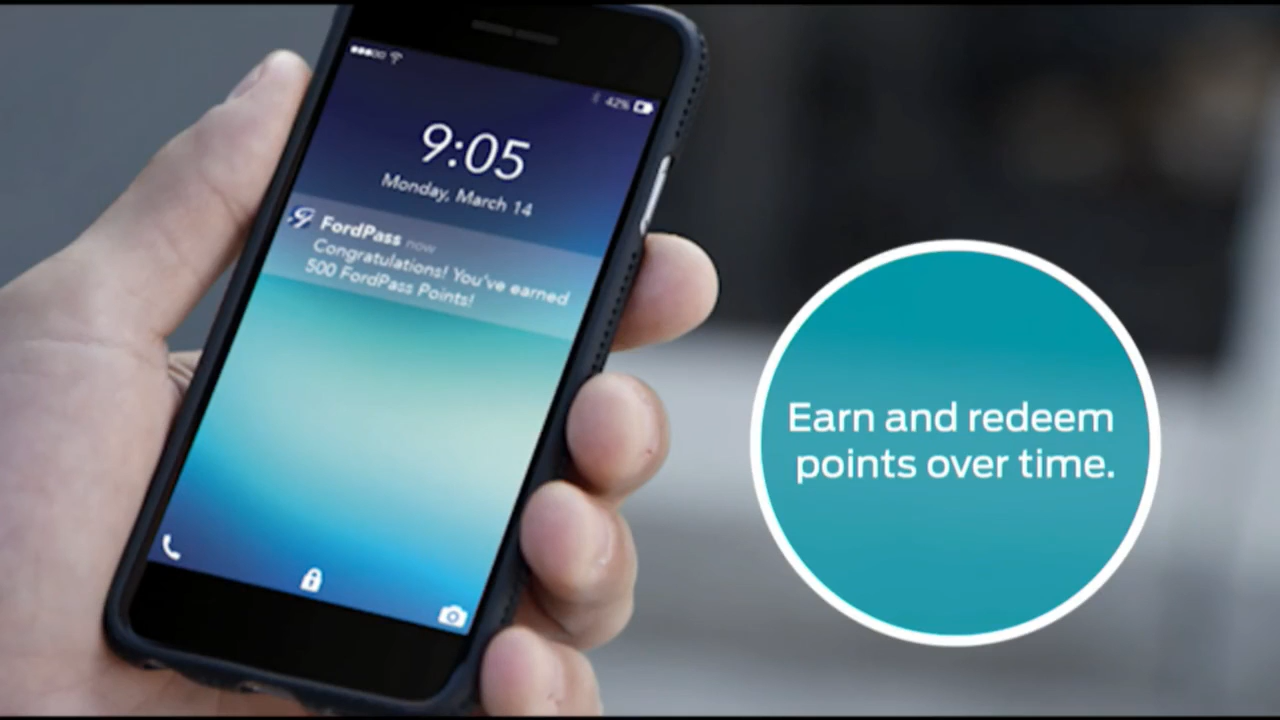 42%
9:05
Monday, March 14
FordPass now
Congratulations! You've earned
500 FordPass Points!
Earn and redeem
points over time.